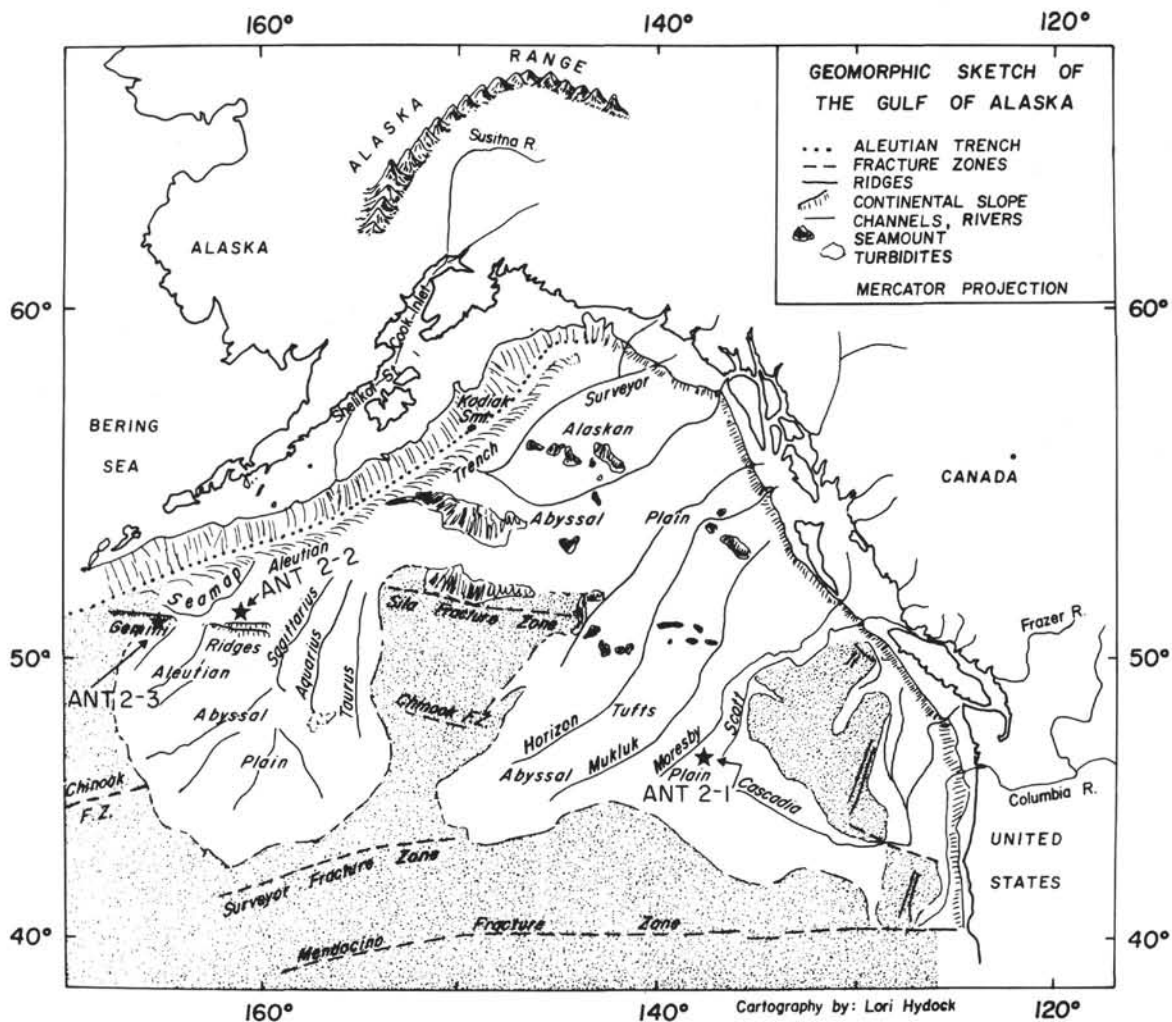 160°
140°
120°
GEOMORPHIC SKETCH OF
THE GULF OF ALASKA
ALEUTIAN TRENCH
FRACTURE ZONES
RIDGES
CONTINENTAL SLOPE
CHANNELS, RIVERS
SEAMOUNT
TURBIDITES
MERCATOR PROJECTION
ALASKA RANGE
Susitna R.
ALASKA
60°
60°
Cook Inlet
Shelikof S.
Kodiak
Smt.
Surveyor
Alaskan
BERING
SEA
Trench
CANADA
Abyssal
Plain
Aleutian
Seamap
ANT 2-2
Sila Fracture Zone
Gemini
Ridges
Sagittarius
Aquarius
Taurus
Frazer R.
50°
50°
ANT 2-3
Aleutian
Abyssal
Plain
Chinook F.Z.
Horizon
Tufts
Scott
Moresby
Mukluk
Abyssal
Plain
ANT 2-1
Cascadia
Columbia R.
Chinook
F.Z.
UNITED
STATES
Surveyor Fracture Zone
40°
40°
Mendocino Fracture Zone
Cartography by: Lori Hydock
160°
140°
120°